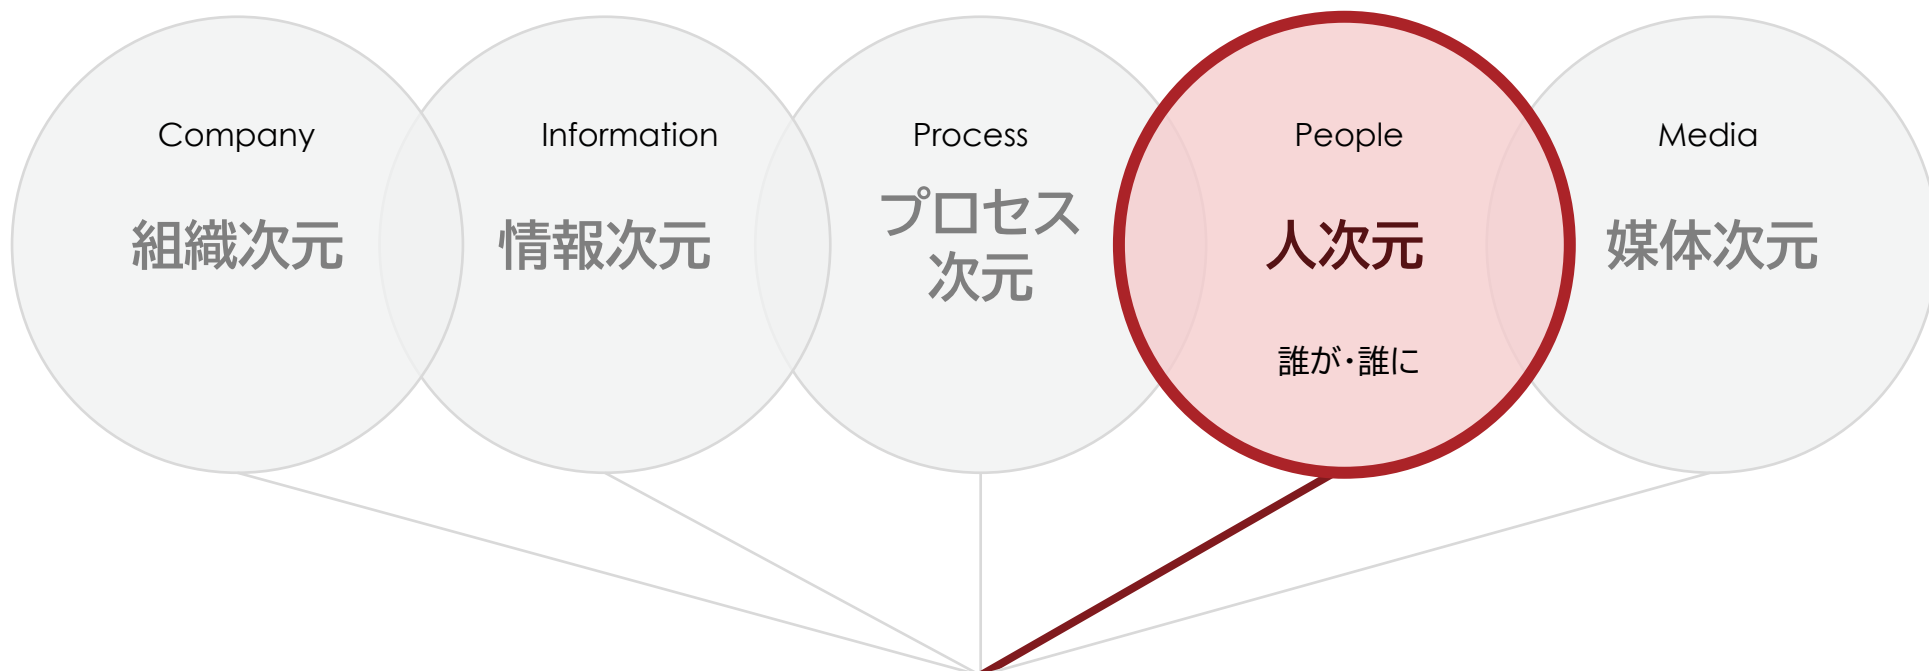 Company
組織次元
Information
情報次元
Process
プロセス
次元
People
人次元
誰が・誰に
Media
媒体次元